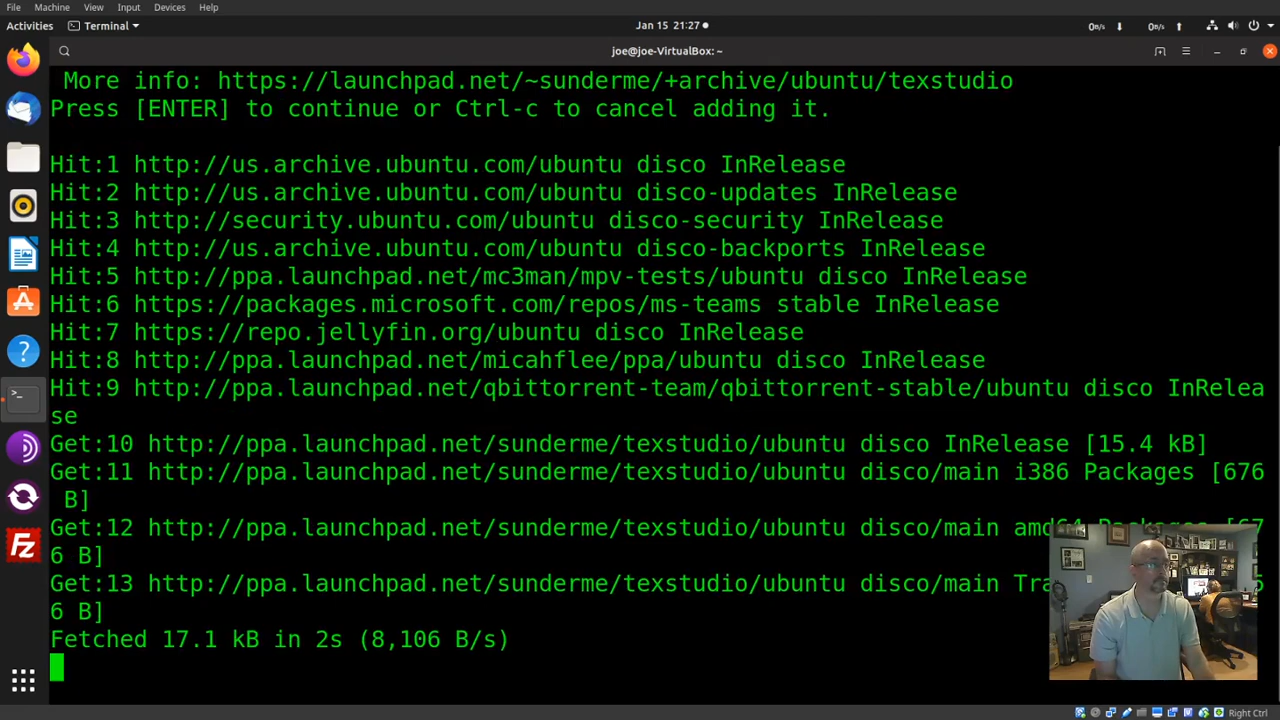 File Machine View Input Devices Help
Activities Terminal Jan 15 21:27 0B/s 0B/s
joe@joe-VirtualBox: ~
More info: https://launchpad.net/~sunderme/+archive/ubuntu/texstudio
Press [ENTER] to continue or Ctrl-c to cancel adding it.
Hit:1 http://us.archive.ubuntu.com/ubuntu disco InRelease
Hit:2 http://us.archive.ubuntu.com/ubuntu disco-updates InRelease
Hit:3 http://security.ubuntu.com/ubuntu disco-security InRelease
Hit:4 http://us.archive.ubuntu.com/ubuntu disco-backports InRelease
Hit:5 http://ppa.launchpad.net/mc3man/mpv-tests/ubuntu disco InRelease
Hit:6 https://packages.microsoft.com/repos/ms-teams stable InRelease
Hit:7 https://repo.jellyfin.org/ubuntu disco InRelease
Hit:8 http://ppa.launchpad.net/micahflee/ppa/ubuntu disco InRelease
Hit:9 http://ppa.launchpad.net/qbittorrent-team/qbittorrent-stable/ubuntu disco InRelea
se
Get:10 http://ppa.launchpad.net/sunderme/texstudio/ubuntu disco InRelease [15.4 kB]
Get:11 http://ppa.launchpad.net/sunderme/texstudio/ubuntu disco/main i386 Packages [676
B]
Get:12 http://ppa.launchpad.net/sunderme/texstudio/ubuntu disco/main amd64 Packages [67
6 B]
Get:13 http://ppa.launchpad.net/sunderme/texstudio/ubuntu disco/main
6 B]
Fetched 17.1 kB in 2s (8,106 B/s)
Right Ctrl